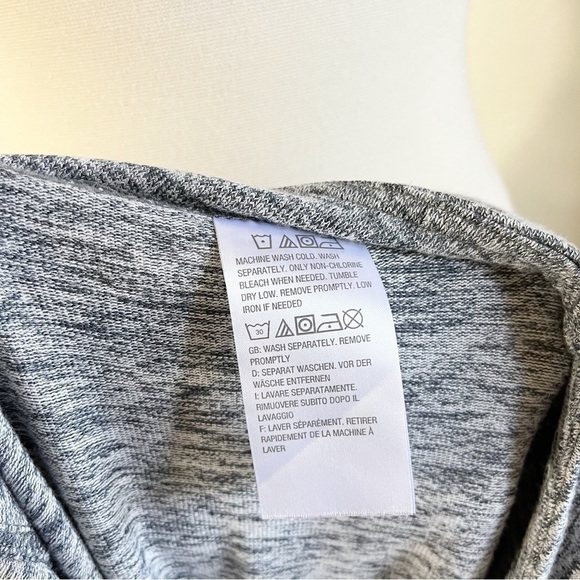 MACHINE WASH COLD. WASH
SEPARATELY. ONLY NON-CHLORINE
BLEACH WHEN NEEDED. TUMBLE
DRY LOW. REMOVE PROMPTLY. LOW
IRON IF NEEDED
30
GB: WASH SEPARATELY. REMOVE
PROMPTLY
D: SEPARAT WASCHEN. VOR DER
WÄSCHE ENTFERNEN
I: LAVARE SEPARATAMENTE.
RIMUOVERE SUBITO DOPO IL
LAVAGGIO
F: LAVER SÉPARÉMENT. RETIRER
RAPIDEMENT DE LA MACHINE À
LAVER